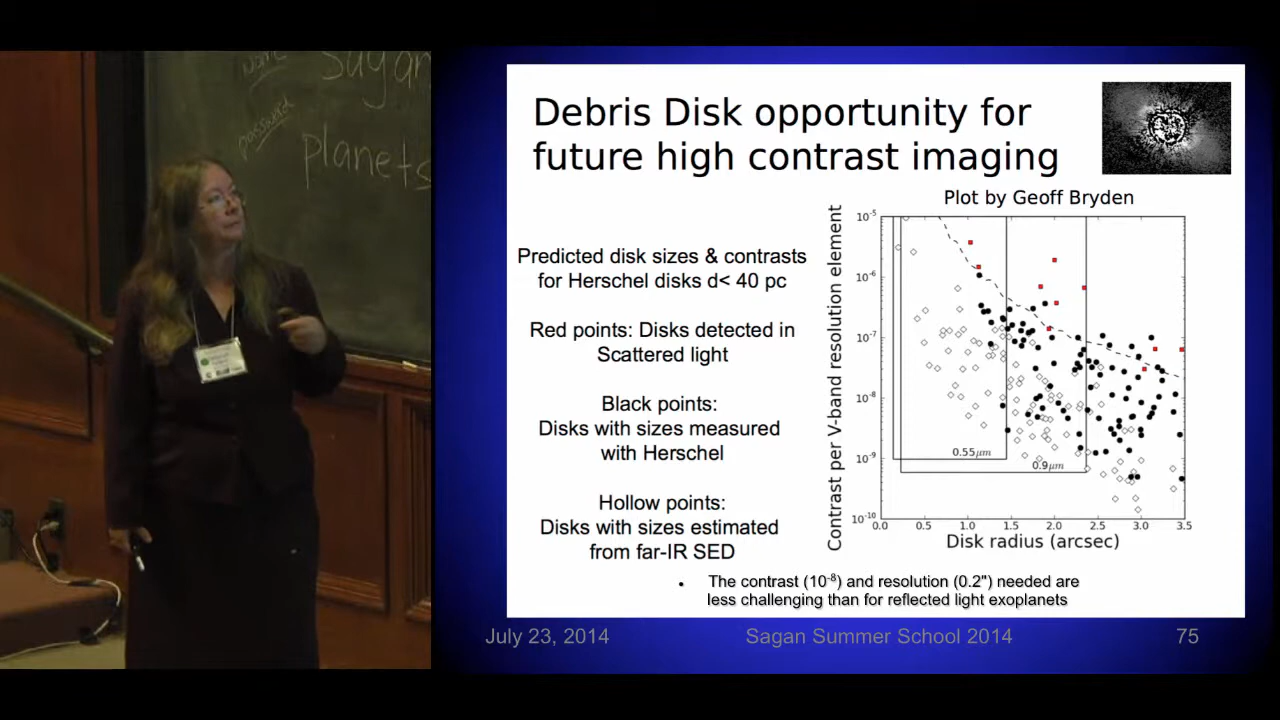 name
sagan
password
planets
Debris Disk opportunity for
future high contrast imaging
Plot by Geoff Bryden
Predicted disk sizes & contrasts
for Herschel disks d< 40 pc
Red points: Disks detected in
Scattered light
Black points:
Disks with sizes measured
with Herschel
Hollow points:
Disks with sizes estimated
from far-IR SED
Contrast per V-band resolution element
10⁻⁵
10⁻⁶
10⁻⁷
10⁻⁸
10⁻⁹
10⁻¹⁰
0.55μm
0.9μm
0.0 0.5 1.0 1.5 2.0 2.5 3.0 3.5
Disk radius (arcsec)
• The contrast (10⁻⁸) and resolution (0.2") needed are
less challenging than for reflected light exoplanets
July 23, 2014 Sagan Summer School 2014 75